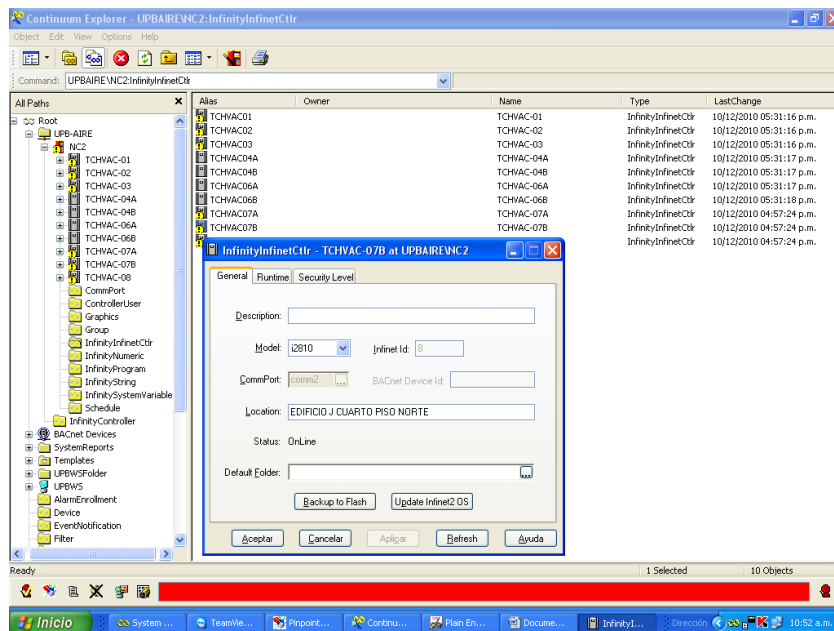 Continuum Explorer - UPBAIRE\NC2:InfinityInfinetCtlr
Object Edit View Options Help
Command: UPBAIRE\NC2:InfinityInfinetCtlr
All Paths
Root
UPB-AIRE
NC2
TCHVAC-01
TCHVAC-02
TCHVAC-03
TCHVAC-04A
TCHVAC-04B
TCHVAC-06A
TCHVAC-06B
TCHVAC-07A
TCHVAC-07B
TCHVAC-08
CommPort
ControllerUser
Graphics
Group
InfinityInfinetCtlr
InfinityNumeric
InfinityProgram
InfinityString
InfinitySystemVariable
Schedule
InfinityController
BACnet Devices
SystemReports
Templates
UPBWSFolder
UPBWS
AlarmEnrollment
Device
EventNotification
Filter
Alias Owner Name Type LastChange
TCHVAC01 TCHVAC-01 InfinityInfinetCtlr 10/12/2010 05:31:16 p.m.
TCHVAC02 TCHVAC-02 InfinityInfinetCtlr 10/12/2010 05:31:16 p.m.
TCHVAC03 TCHVAC-03 InfinityInfinetCtlr 10/12/2010 05:31:16 p.m.
TCHVAC04A TCHVAC-04A InfinityInfinetCtlr 10/12/2010 05:31:17 p.m.
TCHVAC04B TCHVAC-04B InfinityInfinetCtlr 10/12/2010 05:31:17 p.m.
TCHVAC06A TCHVAC-06A InfinityInfinetCtlr 10/12/2010 05:31:17 p.m.
TCHVAC06B TCHVAC-06B InfinityInfinetCtlr 10/12/2010 05:31:18 p.m.
TCHVAC07A TCHVAC-07A InfinityInfinetCtlr 10/12/2010 04:57:24 p.m.
TCHVAC07B TCHVAC-07B InfinityInfinetCtlr 10/12/2010 04:57:24 p.m.
InfinityInfinetCtlr 10/12/2010 04:57:24 p.m.
InfinityInfinetCtlr - TCHVAC-07B at UPBAIRE\NC2
General Runtime Security Level
Description:
Model: i2810 Infinet Id: 8
CommPort: comm2 ... BACnet Device Id:
Location: EDIFICIO J CUARTO PISO NORTE
Status: OnLine
Default Folder: ...
Backup to Flash Update Infinet2 OS
Aceptar Cancelar Aplicar Refresh Ayuda
Ready 1 Selected 10 Objects
Inicio System ... TeamVie... Pinpoint... Continu... Plain En... Docume... InfinityI... Dirección 10:52 a.m.